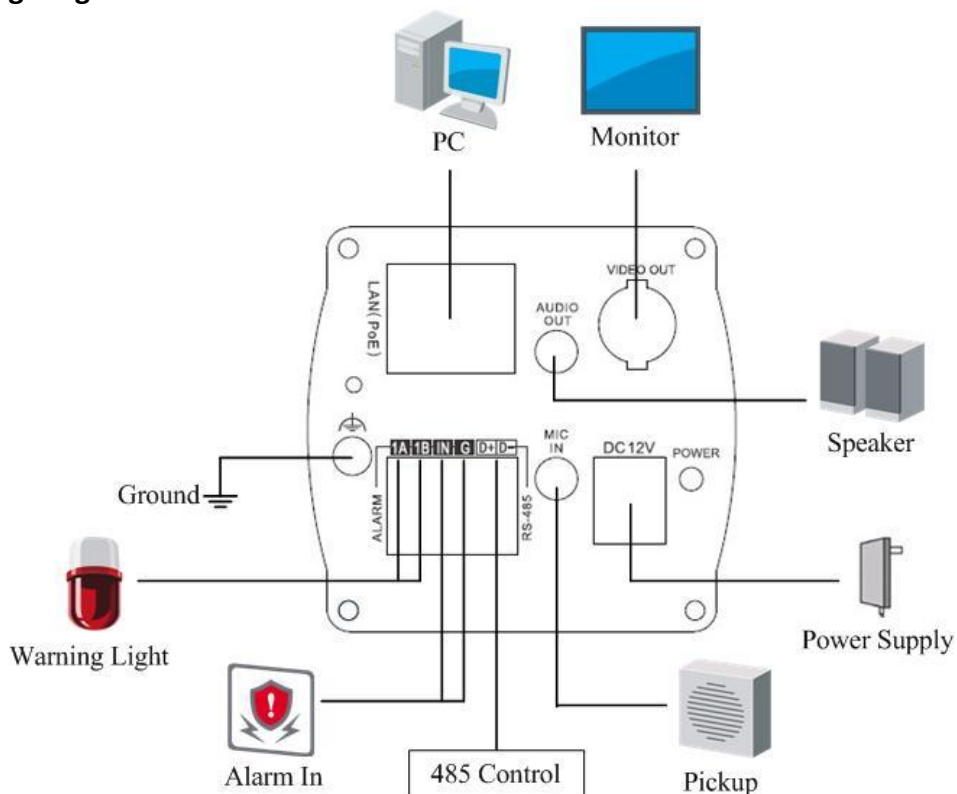 PC
Monitor
LAN( PoE )
VIDEO OUT
AUDIO
OUT
Speaker
1A 1B IN G D+ D-
MIC
IN
DC 12V
POWER
Ground
ALARM
RS-485
Warning Light
Power Supply
Alarm In
485 Control
Pickup